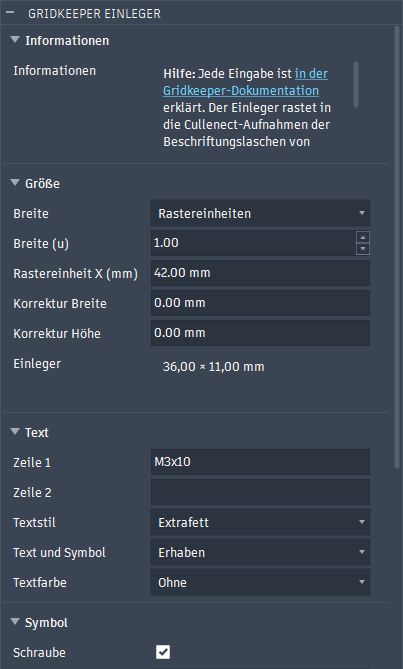 GRIDKEEPER EINLEGER
Informationen
Informationen
Hilfe: Jede Eingabe ist in der
Gridkeeper-Dokumentation
erklärt. Der Einleger rastet in
die Cullenect-Aufnahmen der
Beschriftungslaschen von
Größe
Breite Rastereinheiten
Breite (u) 1.00
Rastereinheit X (mm) 42.00 mm
Korrektur Breite 0.00 mm
Korrektur Höhe 0.00 mm
Einleger 36,00 × 11,00 mm
Text
Zeile 1 M3x10
Zeile 2
Textstil Extrafett
Text und Symbol Erhaben
Textfarbe Ohne
Symbol
Schraube